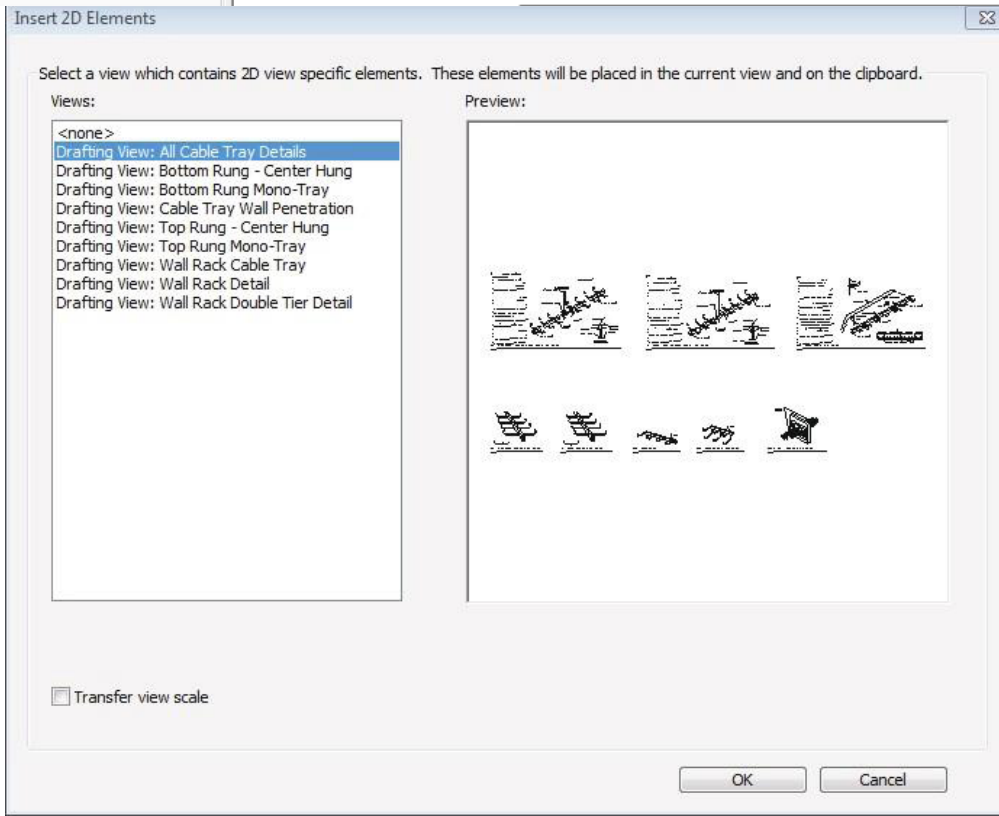 Insert 2D Elements
Select a view which contains 2D view specific elements.  These elements will be placed in the current view and on the clipboard.
Views:
Preview:
<none>
Drafting View: All Cable Tray Details
Drafting View: Bottom Rung - Center Hung
Drafting View: Bottom Rung Mono-Tray
Drafting View: Cable Tray Wall Penetration
Drafting View: Top Rung - Center Hung
Drafting View: Top Rung Mono-Tray
Drafting View: Wall Rack Cable Tray
Drafting View: Wall Rack Detail
Drafting View: Wall Rack Double Tier Detail
Transfer view scale
OK
Cancel